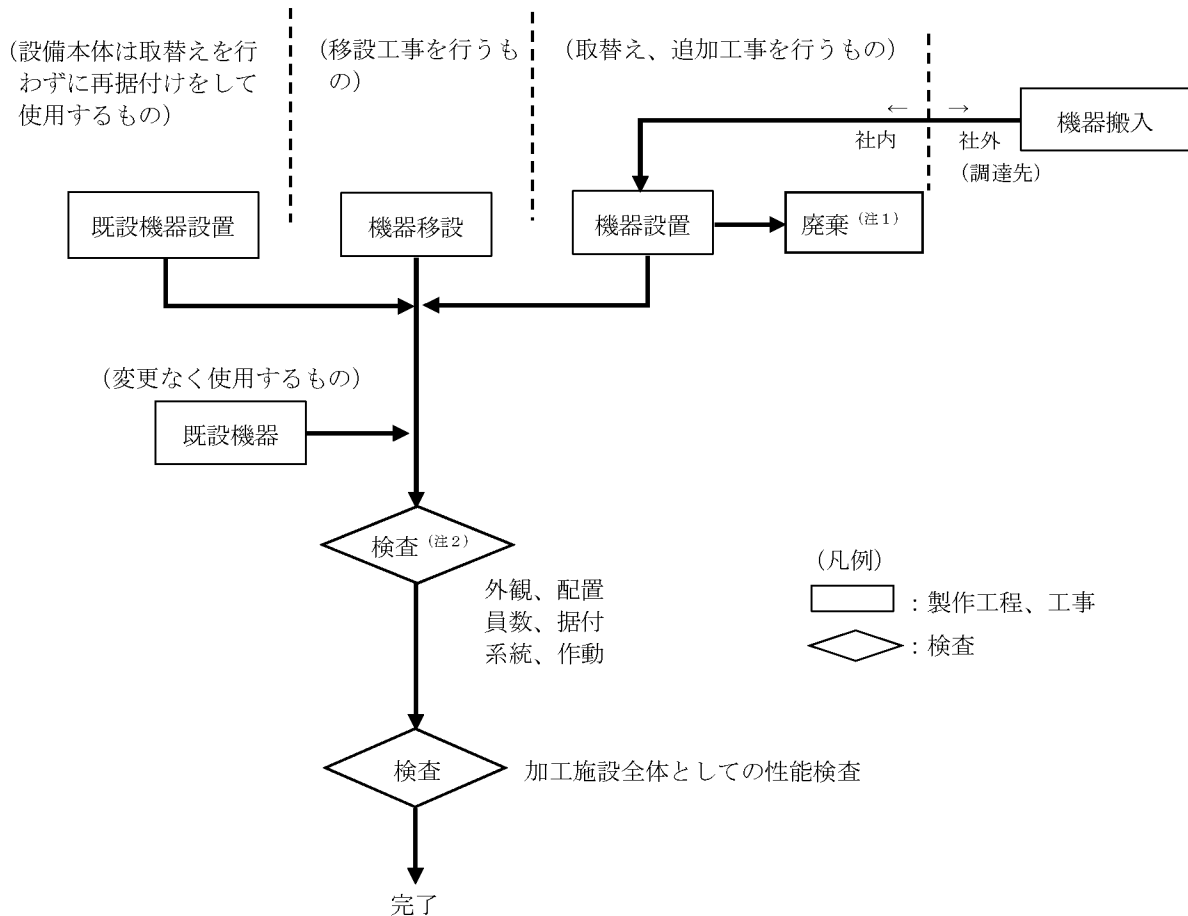 （設備本体は取替えを行
わずに再据付けをして
使用するもの）
（移設工事を行うも
の）
（取替え、追加工事を行うもの）
← →
社内 社外
（調達先）
機器搬入
既設機器設置
機器移設
機器設置
廃棄（注１）
（変更なく使用するもの）
既設機器
検査（注２）
外観、配置
員数、据付
系統、作動
（凡例）
：製作工程、工事
：検査
検査
加工施設全体としての性能検査
完了